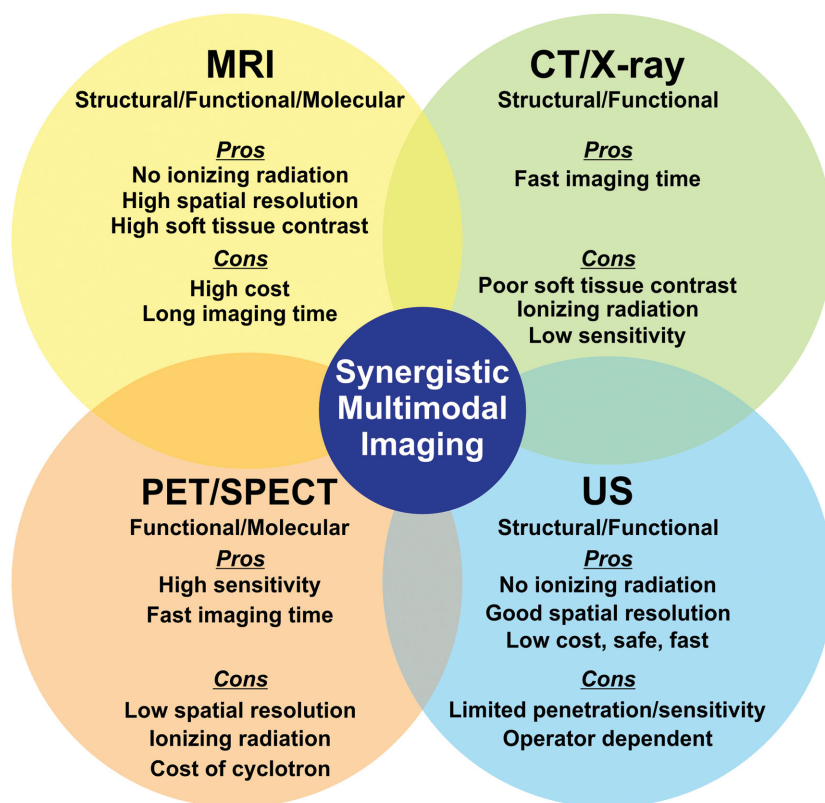 MRI
Structural/Functional/Molecular
Pros
No ionizing radiation
High spatial resolution
High soft tissue contrast
Cons
High cost
Long imaging time
CT/X-ray
Structural/Functional
Pros
Fast imaging time
Cons
Poor soft tissue contrast
Ionizing radiation
Low sensitivity
Synergistic
Multimodal
Imaging
PET/SPECT
Functional/Molecular
Pros
High sensitivity
Fast imaging time
Cons
Low spatial resolution
Ionizing radiation
Cost of cyclotron
US
Structural/Functional
Pros
No ionizing radiation
Good spatial resolution
Low cost, safe, fast
Cons
Limited penetration/sensitivity
Operator dependent